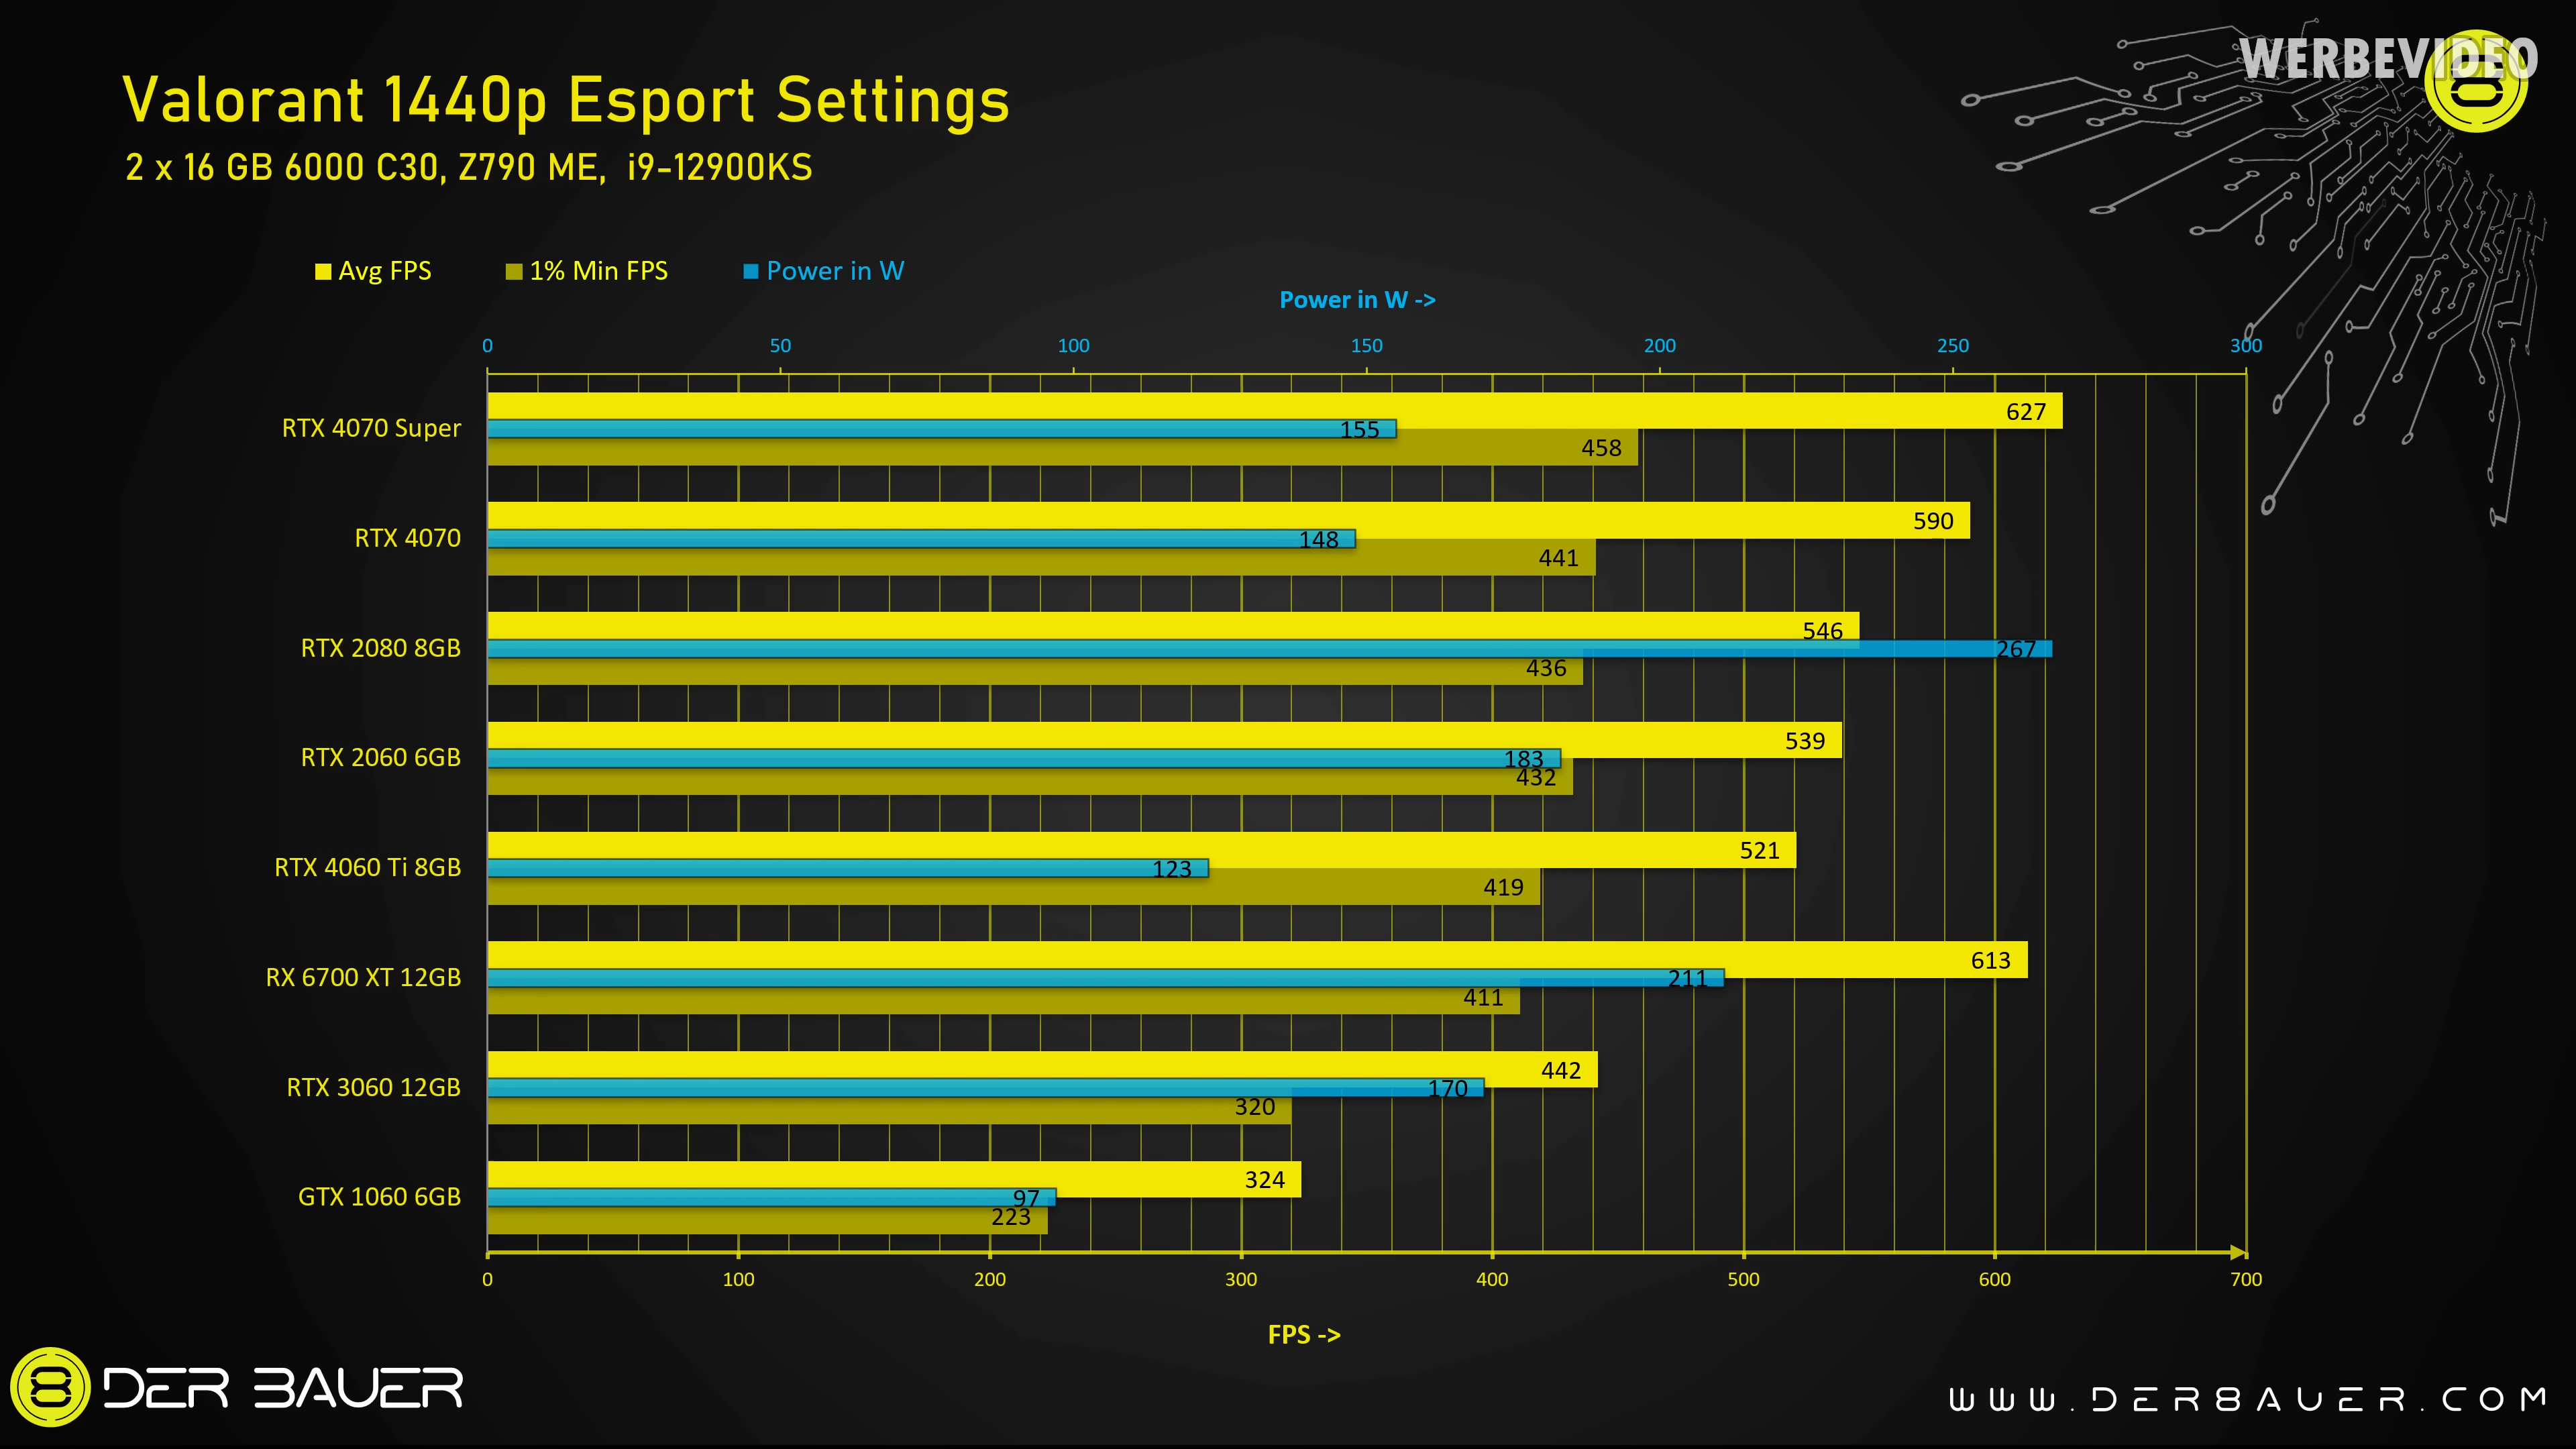 WERBEVIDEO
Valorant 1440p Esport Settings
2 x 16 GB 6000 C30, Z790 ME, i9-12900KS
Avg FPS 1% Min FPS Power in W
Power in W ->
0 50 100 150 200 250 300
RTX 4070 Super 627
155
458
RTX 4070 590
148
441
RTX 2080 8GB 546
267
436
RTX 2060 6GB 539
183
432
RTX 4060 Ti 8GB 521
123
419
RX 6700 XT 12GB 613
211
411
RTX 3060 12GB 442
170
320
GTX 1060 6GB 324
97
223
0 100 200 300 400 500 600 700
FPS ->
DER BAUER
WWW.DER8AUER.COM